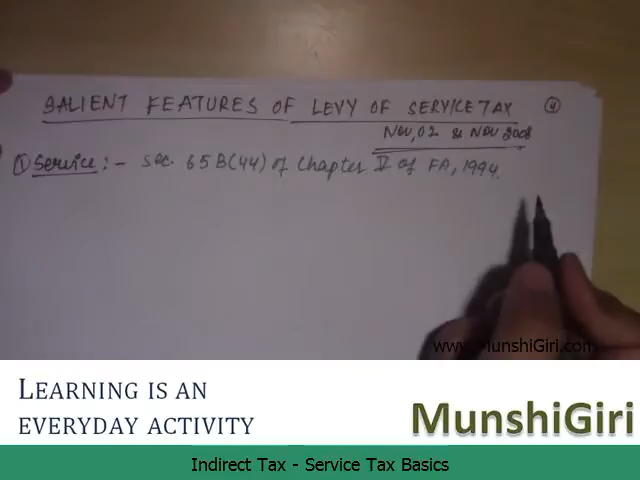 SALIENT FEATURES OF LEVY OF SERVICE TAX 4
NOV, 02 & NOV 2008
1 Service :- Sec. 65 B(44) of Chapter V of FA, 1994.
www.MunshiGiri.com
LEARNING IS AN
EVERYDAY ACTIVITY
MunshiGiri
Indirect Tax - Service Tax Basics